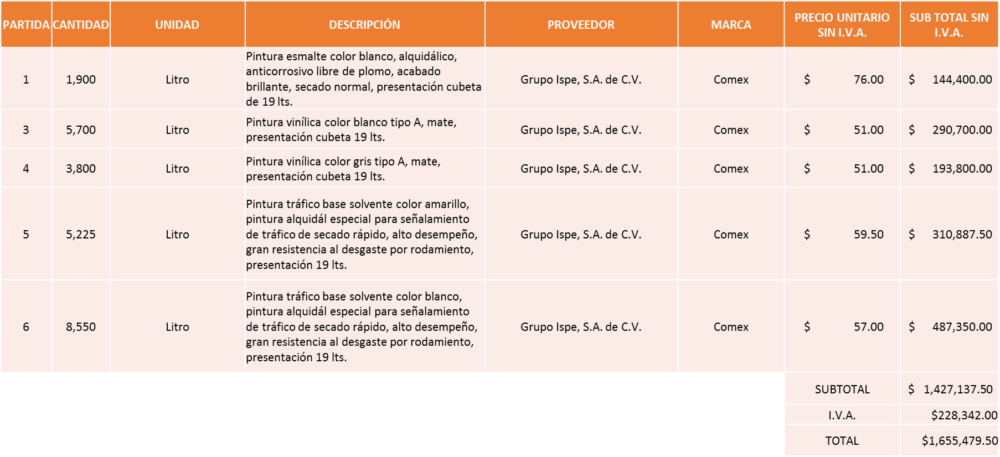 PARTIDA CANTIDAD UNIDAD DESCRIPCIÓN PROVEEDOR MARCA PRECIO UNITARIO SIN I.V.A. SUB TOTAL SIN I.V.A.
1 1,900 Litro Pintura esmalte color blanco, alquidálico,
anticorrosivo libre de plomo, acabado
brillante, secado normal, presentación cubeta
de 19 lts.
Grupo Ispe, S.A. de C.V. Comex $ 76.00 $ 144,400.00
3 5,700 Litro Pintura vinílica color blanco tipo A, mate,
presentación cubeta 19 lts.
Grupo Ispe, S.A. de C.V. Comex $ 51.00 $ 290,700.00
4 3,800 Litro Pintura vinílica color gris tipo A, mate,
presentación cubeta 19 lts.
Grupo Ispe, S.A. de C.V. Comex $ 51.00 $ 193,800.00
5 5,225 Litro Pintura tráfico base solvente color amarillo,
pintura alquidál especial para señalamiento
de tráfico de secado rápido, alto desempeño,
gran resistencia al desgaste por rodamiento,
presentación 19 lts.
Grupo Ispe, S.A. de C.V. Comex $ 59.50 $ 310,887.50
6 8,550 Litro Pintura tráfico base solvente color blanco,
pintura alquidál especial para señalamiento
de tráfico de secado rápido, alto desempeño,
gran resistencia al desgaste por rodamiento,
presentación 19 lts.
Grupo Ispe, S.A. de C.V. Comex $ 57.00 $ 487,350.00
SUBTOTAL $ 1,427,137.50
I.V.A. $228,342.00
TOTAL $1,655,479.50